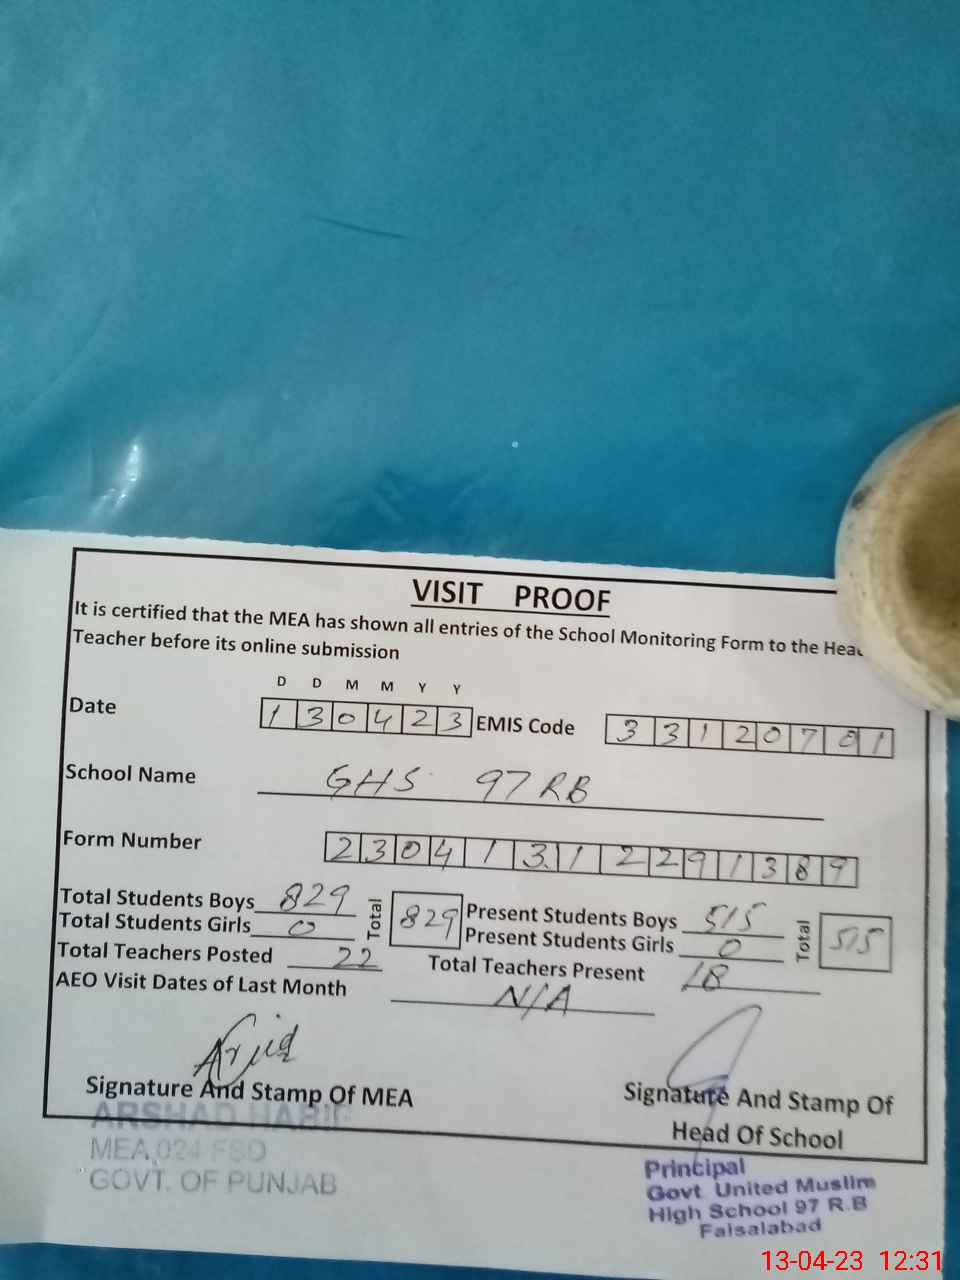 VISIT PROOF
It is certified that the MEA has shown all entries of the School Monitoring Form to the Head
Teacher before its online submission
D D M M Y Y
Date 1 3 0 4 2 3 EMIS Code 3 3 1 2 0 7 0 1
School Name GHS 97 RB
Form Number 2 3 0 4 1 3 1 2 2 9 1 3 8 9
Total Students Boys 829 Total 829 Present Students Boys 515 Total 515
Total Students Girls 0 Present Students Girls 0
Total Teachers Posted 22 Total Teachers Present 18
AEO Visit Dates of Last Month N/A
Signature And Stamp Of MEA
Signature And Stamp Of
Head Of School
ARSHAD HABIB
MEA,024 FSD
GOVT. OF PUNJAB
Principal
Govt United Muslim
High School 97 R.B
Faisalabad
13-04-23 12:31